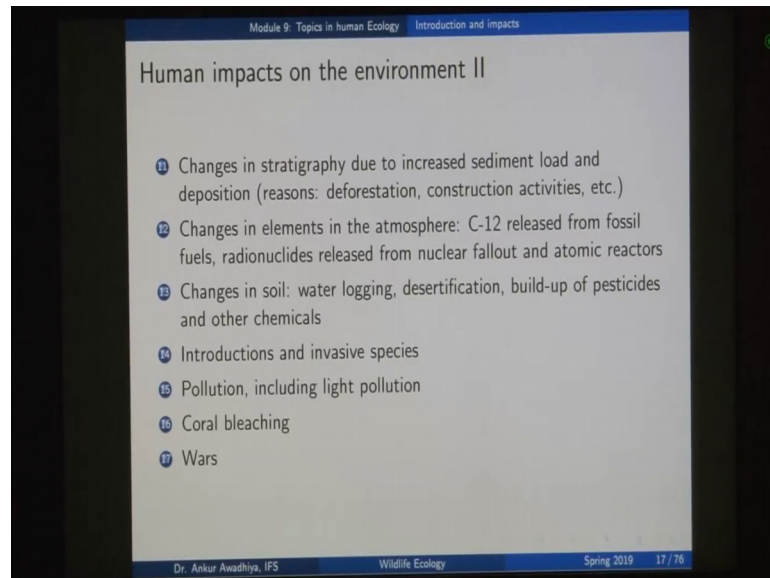 Module 9: Topics in human Ecology Introduction and impacts
Human impacts on the environment II
11 Changes in stratigraphy due to increased sediment load and
deposition (reasons: deforestation, construction activities, etc.)
12 Changes in elements in the atmosphere: C-12 released from fossil
fuels, radionuclides released from nuclear fallout and atomic reactors
13 Changes in soil: water logging, desertification, build-up of pesticides
and other chemicals
14 Introductions and invasive species
15 Pollution, including light pollution
16 Coral bleaching
17 Wars
Dr. Ankur Awadhiya, IFS Wildlife Ecology Spring 2019 17 / 76